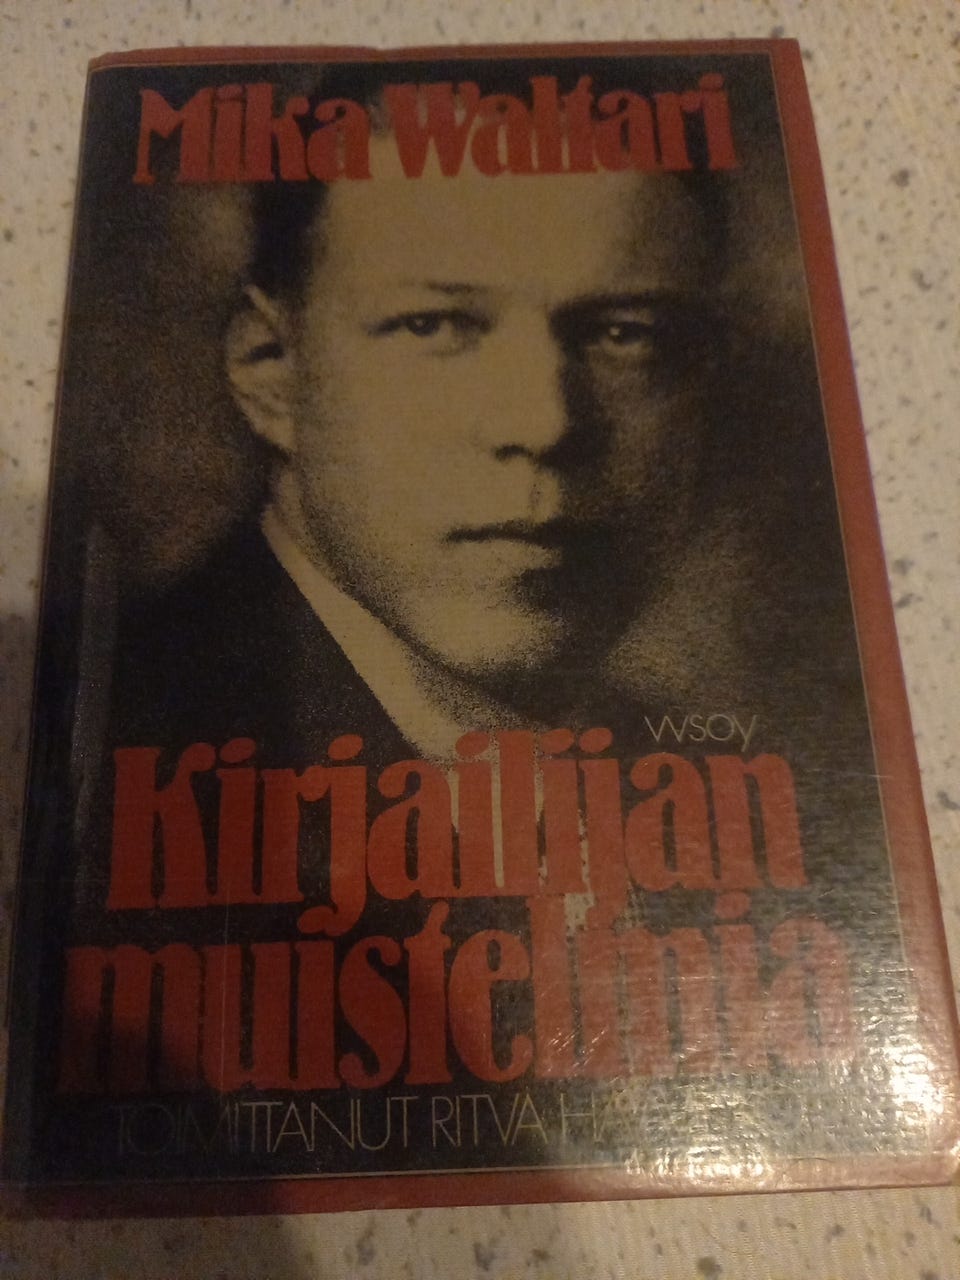 Mika Waltari
WSOY
Kirjailijan
muistelmia
TOIMITTANUT RITVA